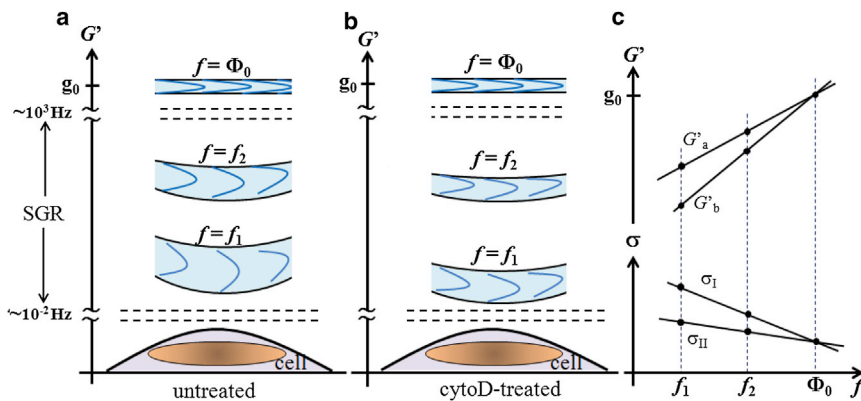 a
G'
f = Φ₀
g₀
~10³Hz
f = f₂
SGR
f = f₁
~10⁻²Hz
cell
untreated
b
G'
f = Φ₀
g₀
f = f₂
f = f₁
cell
cytoD-treated
c
G'
g₀
G'a
G'b
σ
σI
σII
f₁
f₂
Φ₀
f